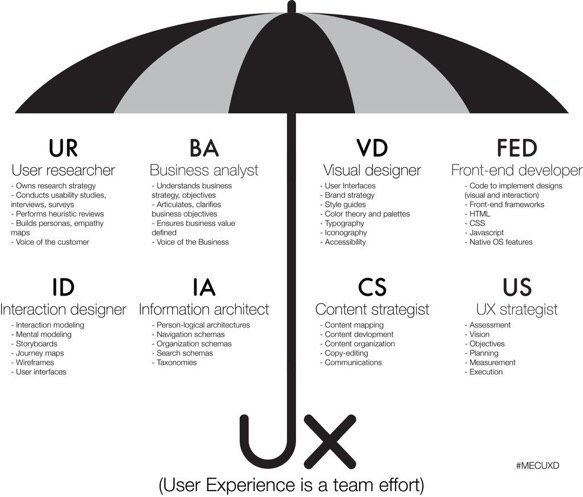 UR
User researcher
- Owns research strategy
- Conducts usability studies,
interviews, surveys
- Performs heuristic reviews
- Builds personas, empathy
maps
- Voice of the customer
BA
Business analyst
- Understands business
strategy, objectives
- Articulates, clarifies
business objectives
- Ensures business value
defined
- Voice of the Business
VD
Visual designer
- User Interfaces
- Brand strategy
- Style guides
- Color theory and palettes
- Typography
- Iconography
- Accessibility
FED
Front-end developer
- Code to implement designs
(visual and interaction)
- Front-end frameworks
- HTML
- CSS
- Javascript
- Native OS features
ID
Interaction designer
- Interaction modeling
- Mental modeling
- Storyboards
- Journey maps
- Wireframes
- User interfaces
IA
Information architect
- Person-logical architectures
- Navigation schemas
- Organization schemas
- Search schemas
- Taxonomies
CS
Content strategist
- Content mapping
- Content devlopment
- Content organization
- Copy-editing
- Communications
US
UX strategist
- Assessment
- Vision
- Objectives
- Planning
- Measurement
- Execution
UX
#MECUXD
(User Experience is a team effort)